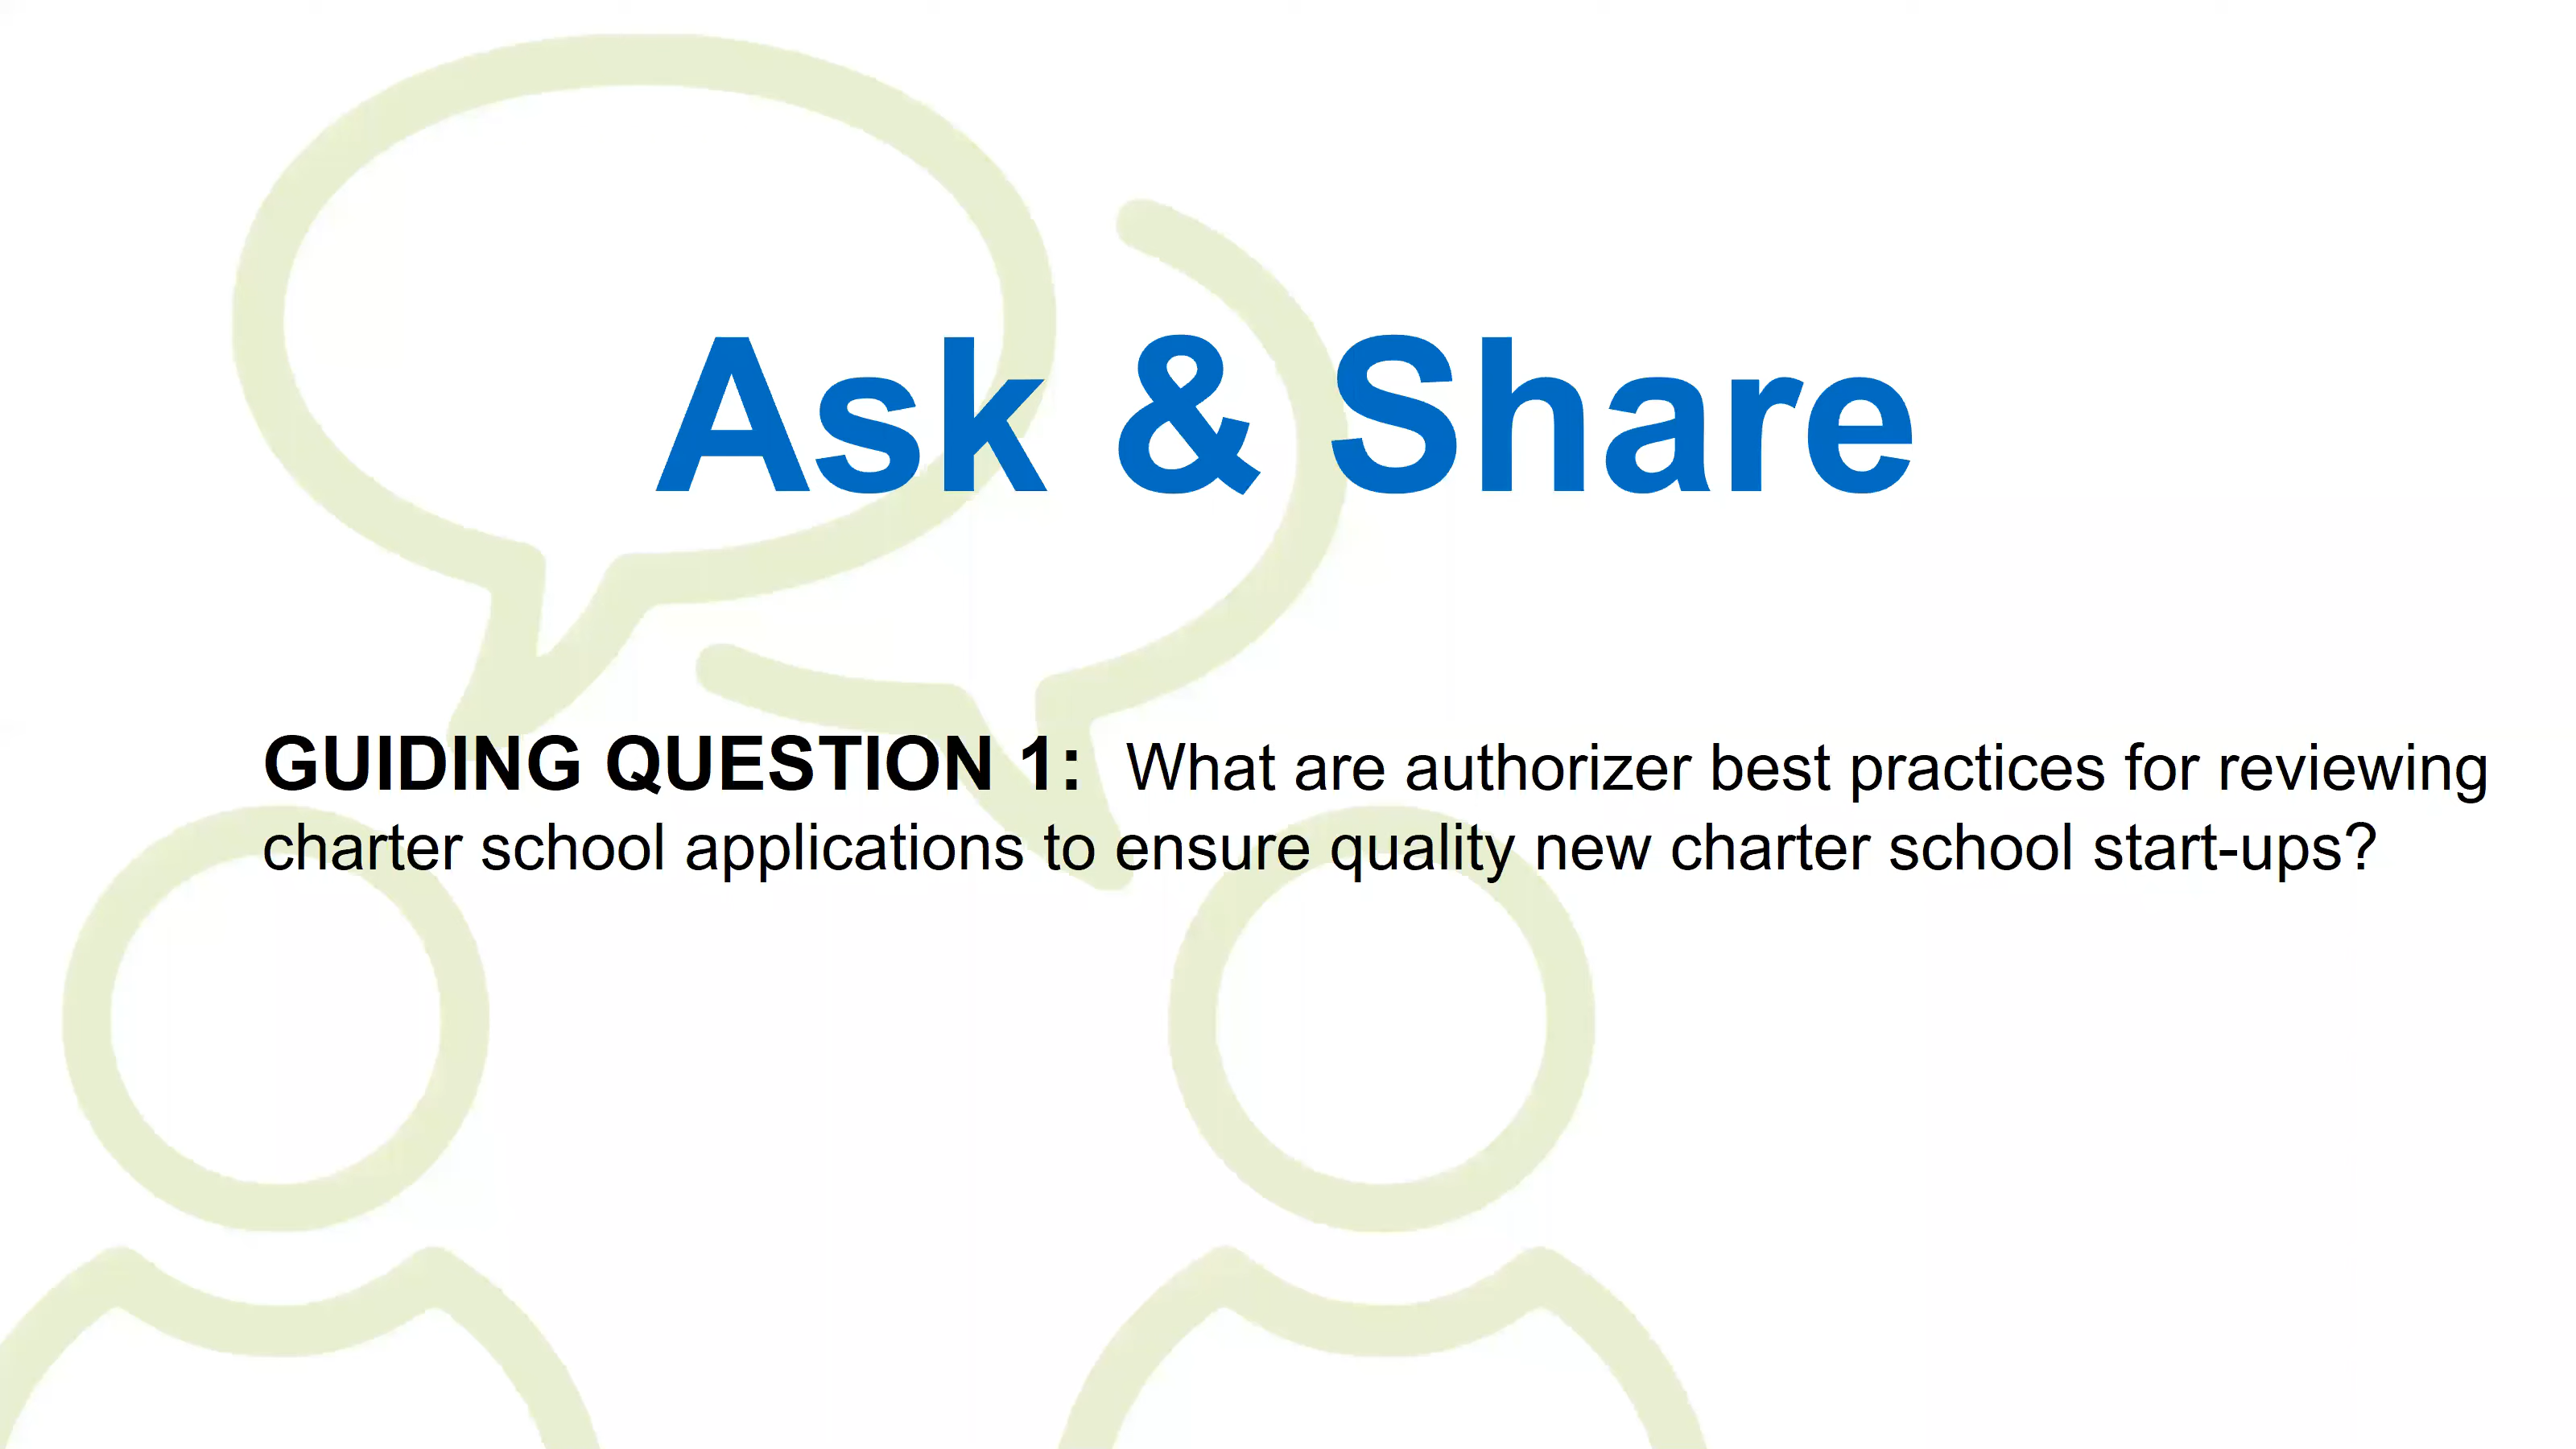 Ask & Share
GUIDING QUESTION 1: What are authorizer best practices for reviewing
charter school applications to ensure quality new charter school start-ups?